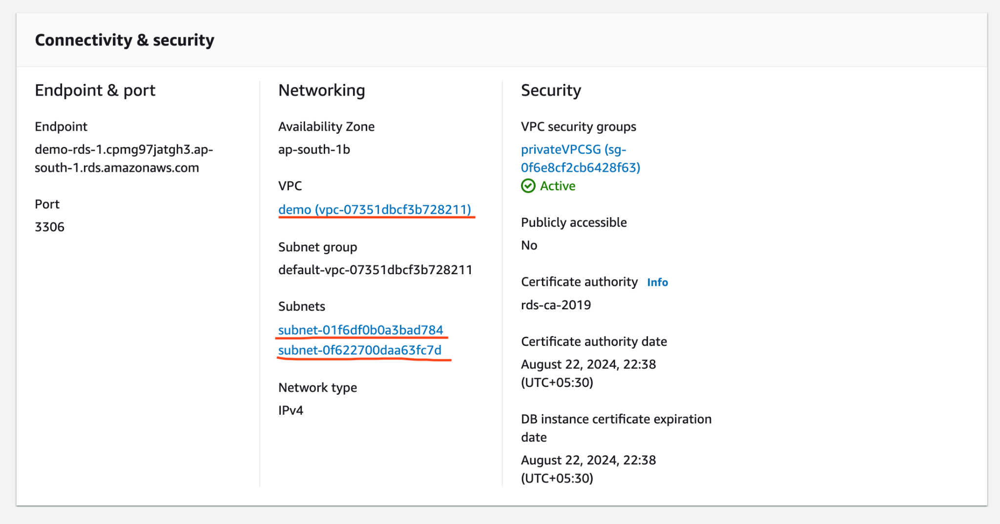 Connectivity & security
Endpoint & port
Endpoint
demo-rds-1.cpmg97jatgh3.ap-
south-1.rds.amazonaws.com
Port
3306
Networking
Availability Zone
ap-south-1b
VPC
demo (vpc-07351dbcf3b728211)
Subnet group
default-vpc-07351dbcf3b728211
Subnets
subnet-01f6df0b0a3bad784
subnet-0f622700daa63fc7d
Network type
IPv4
Security
VPC security groups
privateVPCSG (sg-
0f6e8cf2cb6428f63)
Active
Publicly accessible
No
Certificate authority Info
rds-ca-2019
Certificate authority date
August 22, 2024, 22:38
(UTC+05:30)
DB instance certificate expiration
date
August 22, 2024, 22:38
(UTC+05:30)